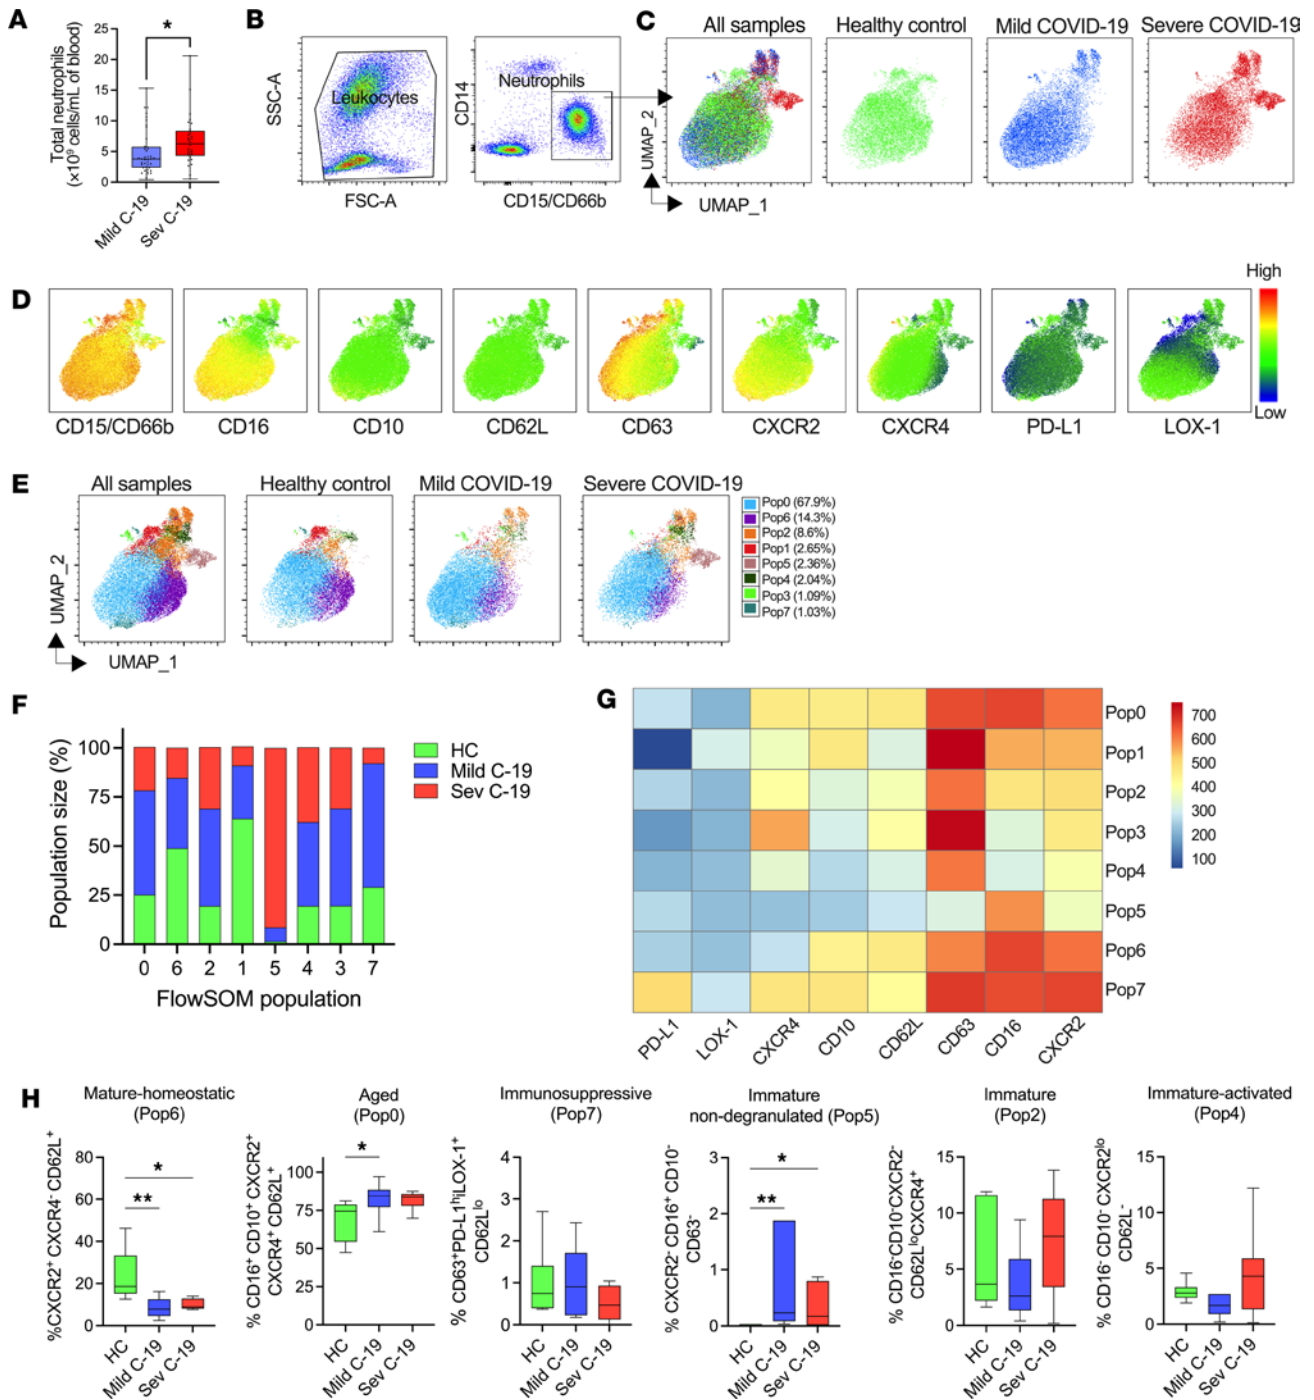 A
Total neutrophils
(×10⁹ cells/mL of blood)
25
20
15
10
5
0
*
Mild C-19
Sev C-19
B
SSC-A
Leukocytes
FSC-A
CD14
Neutrophils
CD15/CD66b
C
All samples
Healthy control
Mild COVID-19
Severe COVID-19
UMAP_2
UMAP_1
D
CD15/CD66b
CD16
CD10
CD62L
CD63
CXCR2
CXCR4
PD-L1
LOX-1
High
Low
E
All samples
Healthy control
Mild COVID-19
Severe COVID-19
UMAP_2
UMAP_1
Pop0 (67.9%)
Pop6 (14.3%)
Pop2 (8.6%)
Pop1 (2.65%)
Pop5 (2.36%)
Pop4 (2.04%)
Pop3 (1.09%)
Pop7 (1.03%)
F
Population size (%)
100
75
50
25
0
0 6 2 1 5 4 3 7
FlowSOM population
HC
Mild C-19
Sev C-19
G
Pop0
Pop1
Pop2
Pop3
Pop4
Pop5
Pop6
Pop7
PD-L1
LOX-1
CXCR4
CD10
CD62L
CD63
CD16
CXCR2
700
600
500
400
300
200
100
H
Mature-homeostatic
(Pop6)
%CXCR2⁺ CXCR4⁻ CD62L⁺
80
60
40
20
0
*
**
HC
Mild C-19
Sev C-19
Aged
(Pop0)
% CD16⁺ CD10⁺ CXCR2⁺
CXCR4⁺ CD62L⁺
100
75
50
25
0
*
HC
Mild C-19
Sev C-19
Immunosuppressive
(Pop7)
% CD63⁺PD-L1ʰⁱLOX-1⁺
CD62Lˡᵒ
4
3
2
1
0
HC
Mild C-19
Sev C-19
Immature
non-degranulated (Pop5)
% CXCR2⁻ CD16⁺ CD10⁻
CD63⁻
3
2
1
0
*
**
HC
Mild C-19
Sev C-19
Immature
(Pop2)
% CD16⁻CD10⁻CXCR2⁻
CD62LˡᵒCXCR4⁺
15
10
5
0
HC
Mild C-19
Sev C-19
Immature-activated
(Pop4)
% CD16⁻ CD10⁻ CXCR2ˡᵒ
CD62L⁻
15
10
5
0
HC
Mild C-19
Sev C-19